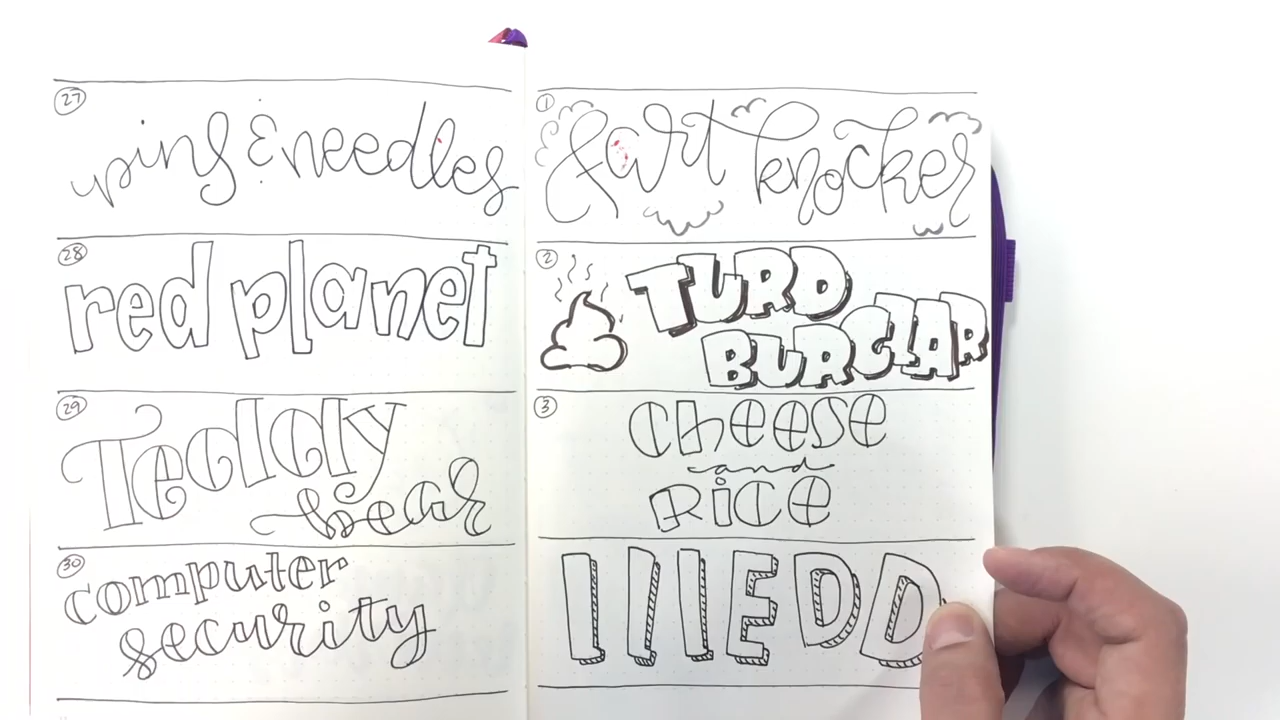 27
pins & needles
28
red planet
29
Teddy
bear
30
computer
security
1
fart knocker
2
TURD
BURGLAR
3
cheese
and
Rice